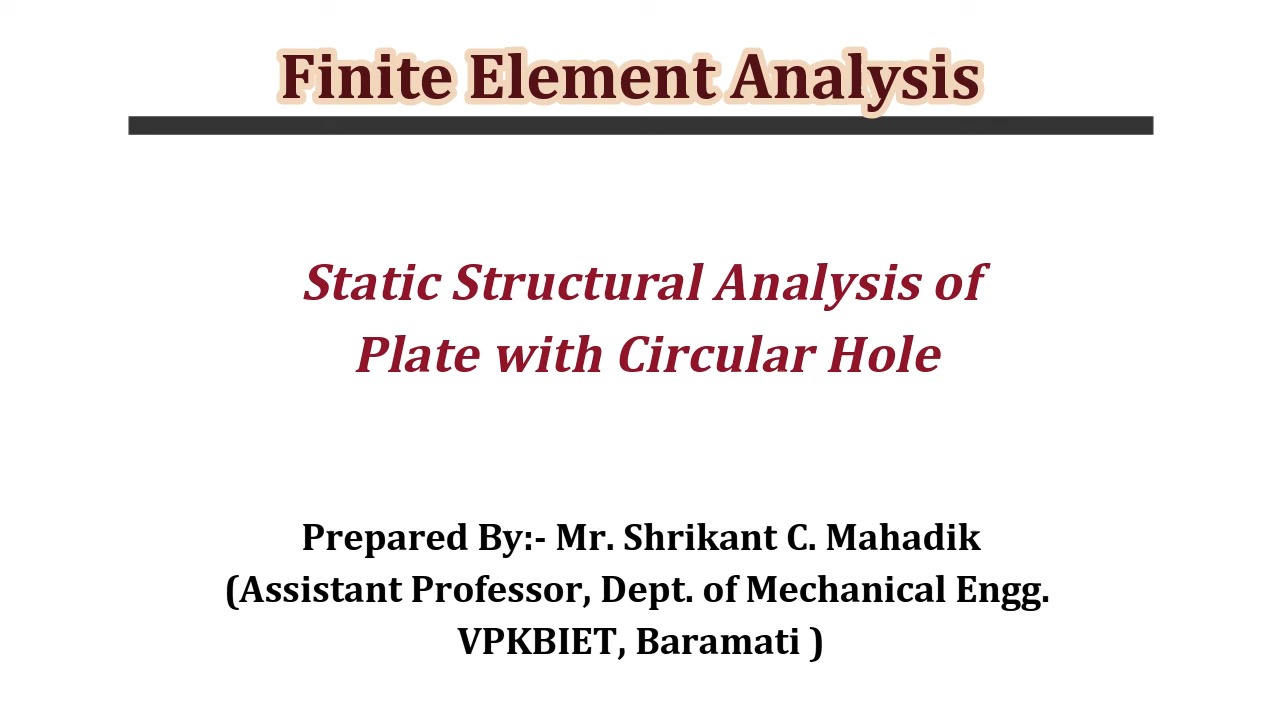 Finite Element Analysis
Static Structural Analysis of
Plate with Circular Hole
Prepared By:- Mr. Shrikant C. Mahadik
(Assistant Professor, Dept. of Mechanical Engg.
VPKBIET, Baramati )